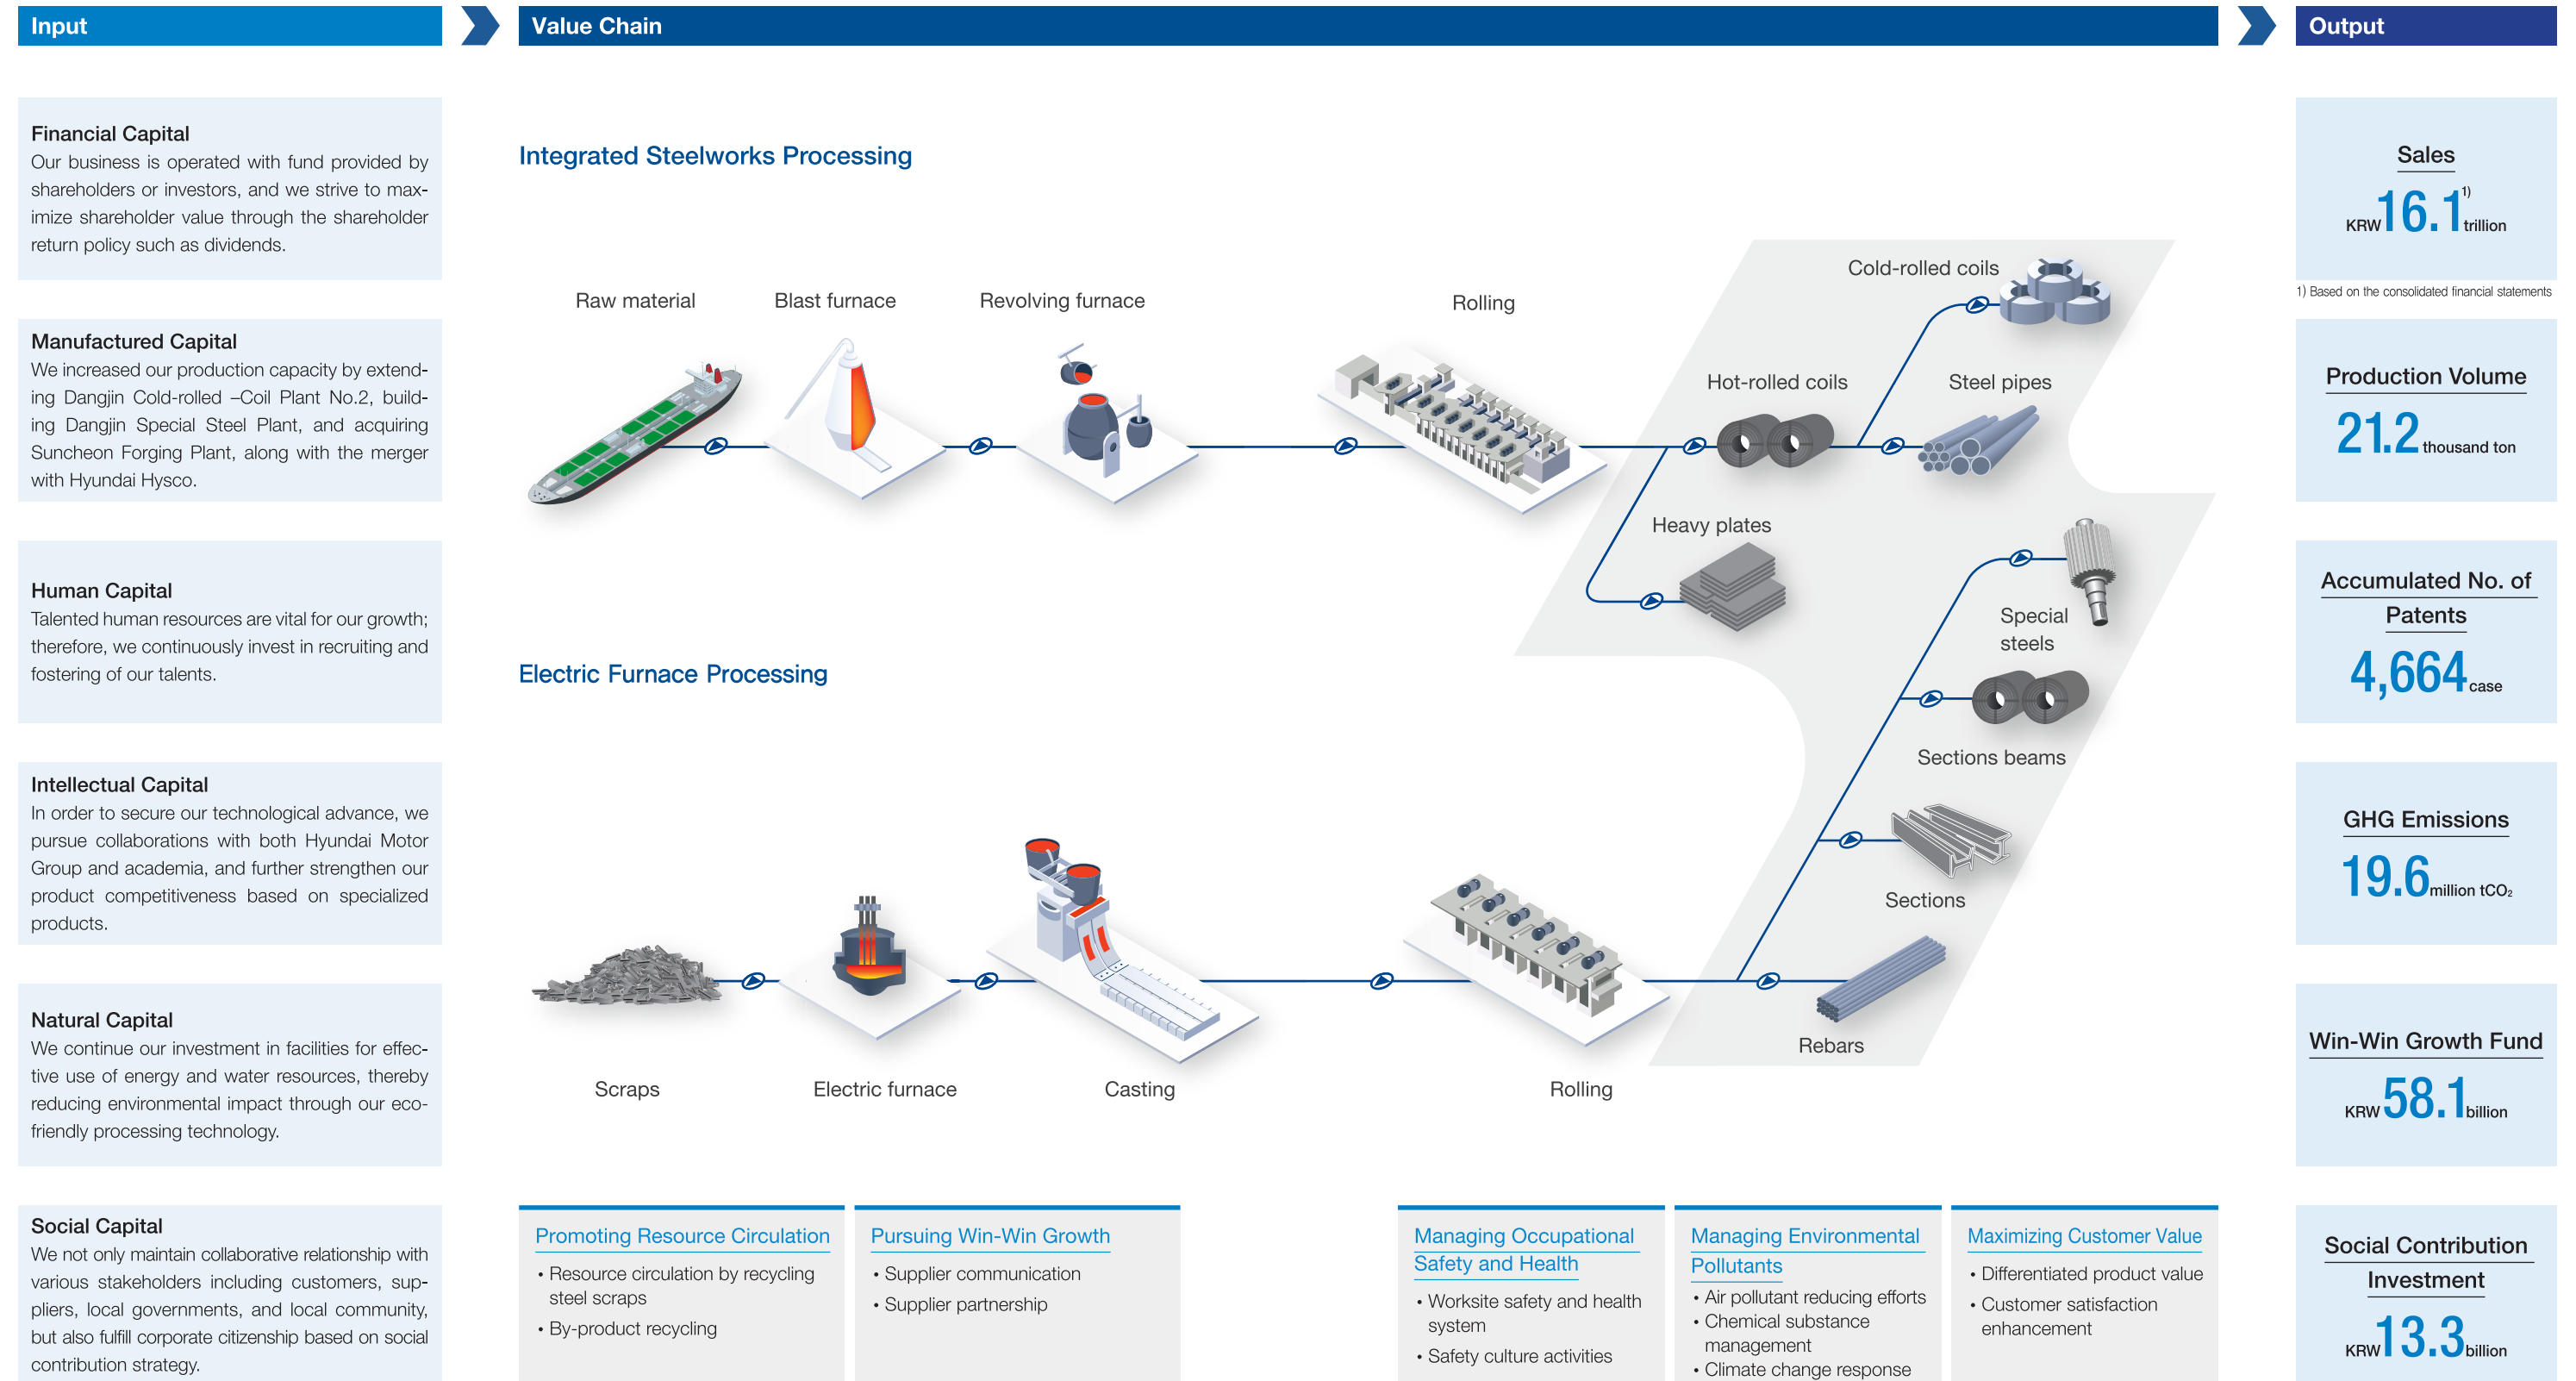 Input
Value Chain
Output
Financial Capital
Our business is operated with fund provided by
shareholders or investors, and we strive to max-
imize shareholder value through the shareholder
return policy such as dividends.
Manufactured Capital
We increased our production capacity by extend-
ing Dangjin Cold-rolled –Coil Plant No.2, build-
ing Dangjin Special Steel Plant, and acquiring
Suncheon Forging Plant, along with the merger
with Hyundai Hysco.
Human Capital
Talented human resources are vital for our growth;
therefore, we continuously invest in recruiting and
fostering of our talents.
Intellectual Capital
In order to secure our technological advance, we
pursue collaborations with both Hyundai Motor
Group and academia, and further strengthen our
product competitiveness based on specialized
products.
Natural Capital
We continue our investment in facilities for effec-
tive use of energy and water resources, thereby
reducing environmental impact through our eco-
friendly processing technology.
Social Capital
We not only maintain collaborative relationship with
various stakeholders including customers, sup-
pliers, local governments, and local community,
but also fulfill corporate citizenship based on social
contribution strategy.
Integrated Steelworks Processing
Raw material
Blast furnace
Revolving furnace
Rolling
Cold-rolled coils
Hot-rolled coils
Steel pipes
Heavy plates
Electric Furnace Processing
Special
steels
Sections beams
Sections
Rebars
Scraps
Electric furnace
Casting
Rolling
Promoting Resource Circulation
• Resource circulation by recycling
steel scraps
• By-product recycling
Pursuing Win-Win Growth
• Supplier communication
• Supplier partnership
Managing Occupational
Safety and Health
• Worksite safety and health
system
• Safety culture activities
Managing Environmental
Pollutants
• Air pollutant reducing efforts
• Chemical substance
management
• Climate change response
Maximizing Customer Value
• Differentiated product value
• Customer satisfaction
enhancement
Sales
KRW 16.1 1) trillion
1) Based on the consolidated financial statements
Production Volume
21.2 thousand ton
Accumulated No. of
Patents
4,664 case
GHG Emissions
19.6 million tCO₂
Win-Win Growth Fund
KRW 58.1 billion
Social Contribution
Investment
KRW 13.3 billion